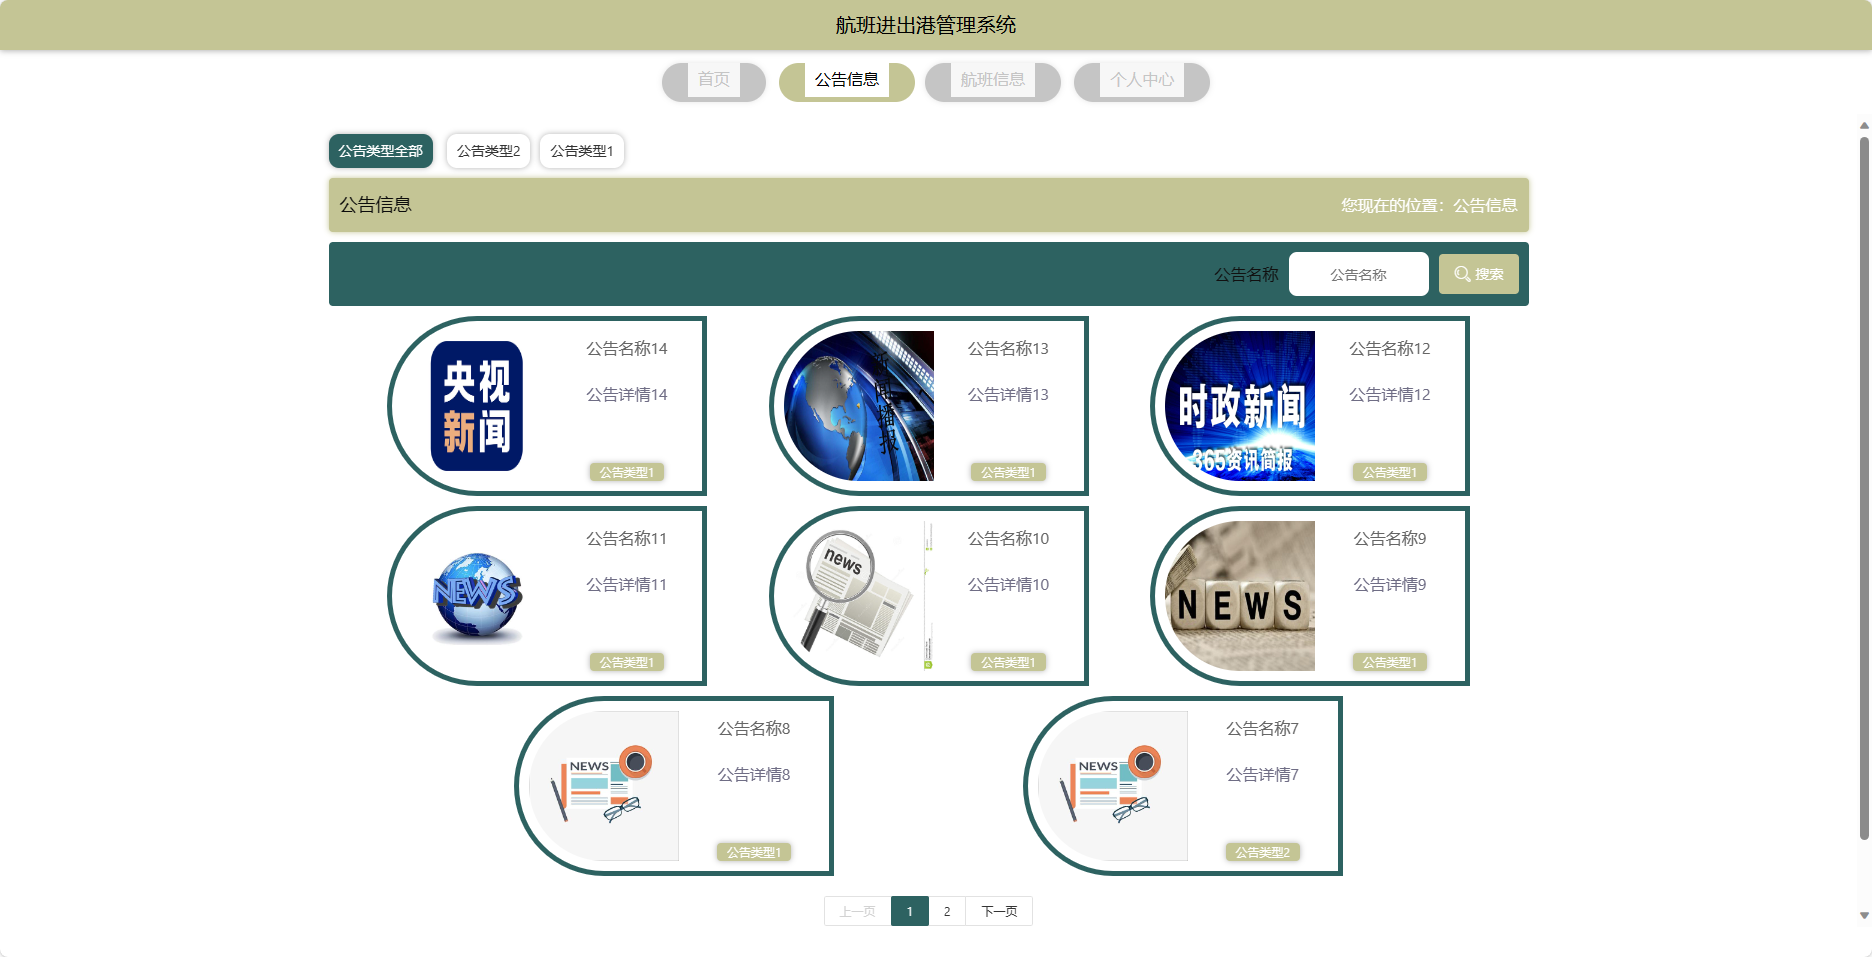 航班进出港管理系统
首页 公告信息 航班信息 个人中心
公告类型全部 公告类型2 公告类型1
公告信息 您现在的位置：公告信息
公告名称 公告名称 搜索
央视
新闻
公告名称14
公告详情14
公告类型1
新闻播报
公告名称13
公告详情13
公告类型1
时政新闻
365资讯简报
公告名称12
公告详情12
公告类型1
NEWS
公告名称11
公告详情11
公告类型1
news
公告名称10
公告详情10
公告类型1
NEWS
公告名称9
公告详情9
公告类型1
NEWS
公告名称8
公告详情8
公告类型1
NEWS
公告名称7
公告详情7
公告类型2
上一页 1 2 下一页